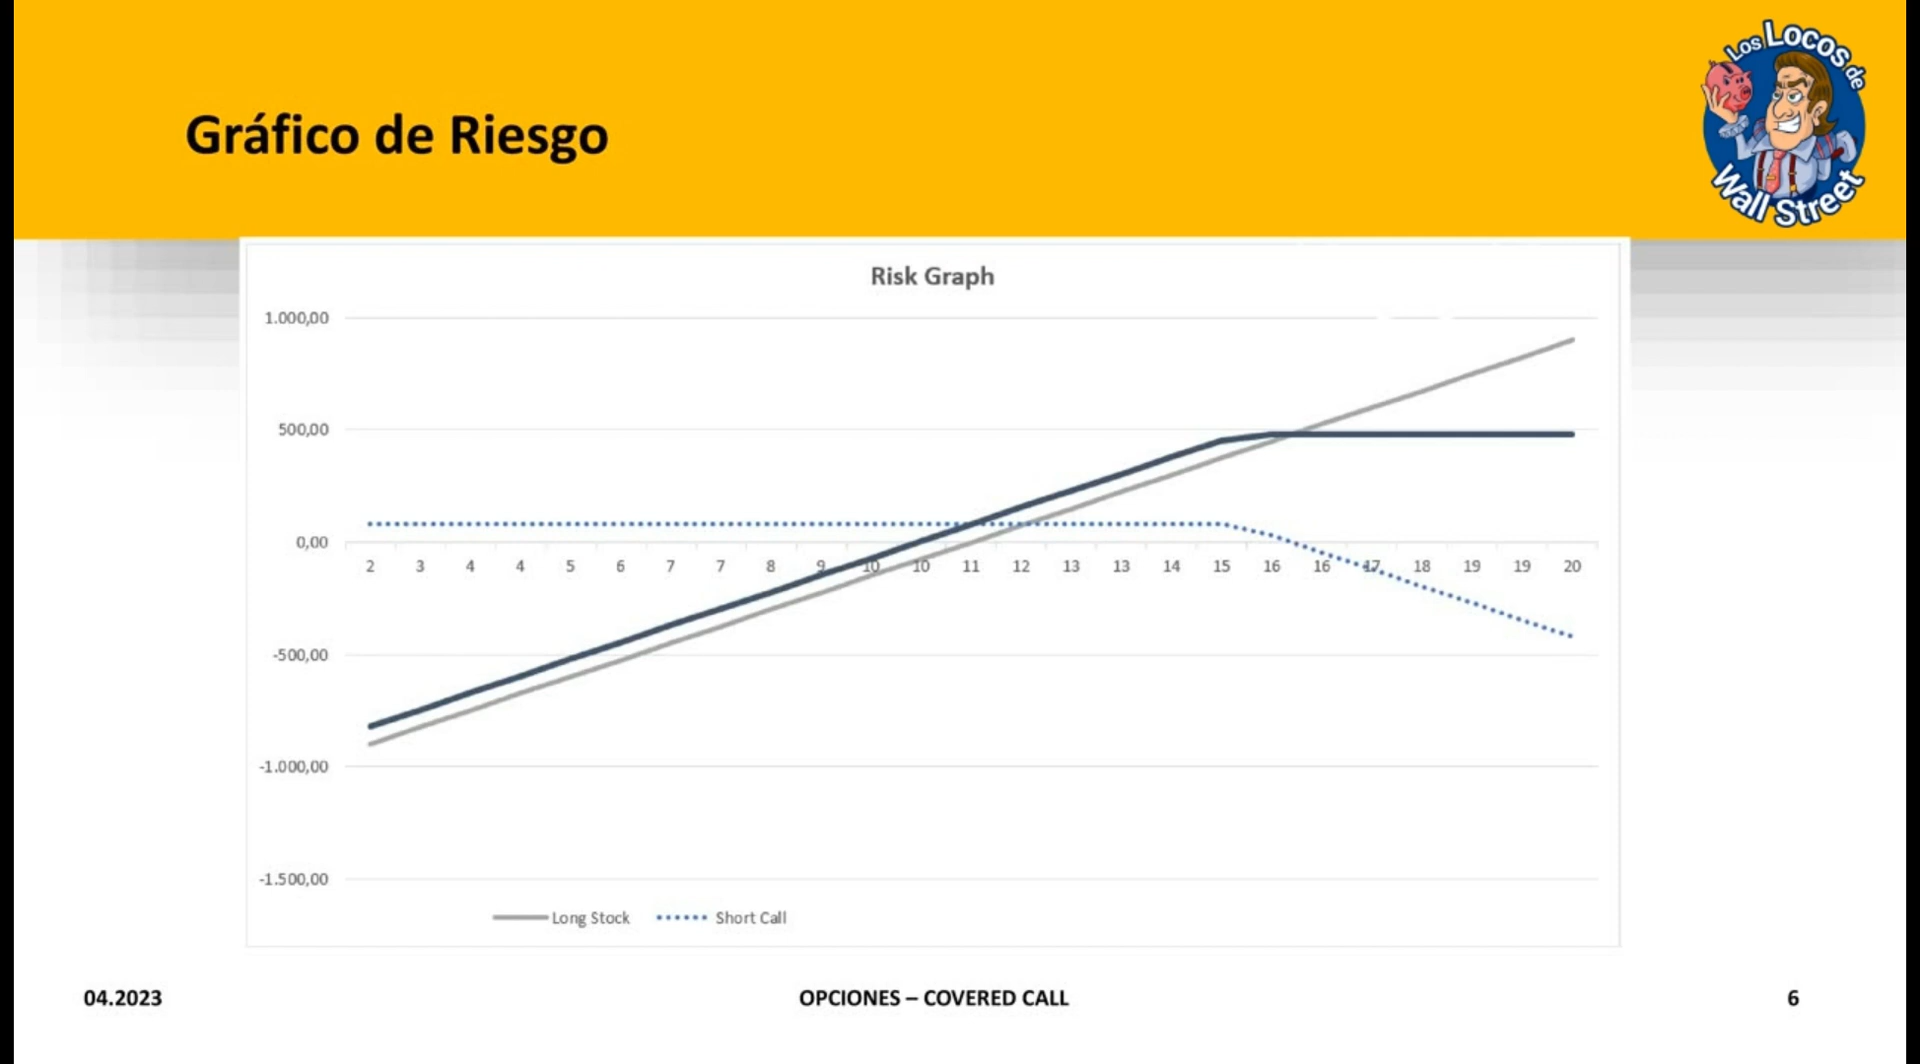 Los Locos de
Wall Street
Gráfico de Riesgo
Risk Graph
1.000,00
500,00
0,00
-500,00
-1.000,00
-1.500,00
2 3 4 4 5 6 7 7 8 9 10 10 11 12 13 13 14 15 16 16 17 18 19 19 20
Long Stock Short Call
04.2023 OPCIONES – COVERED CALL 6